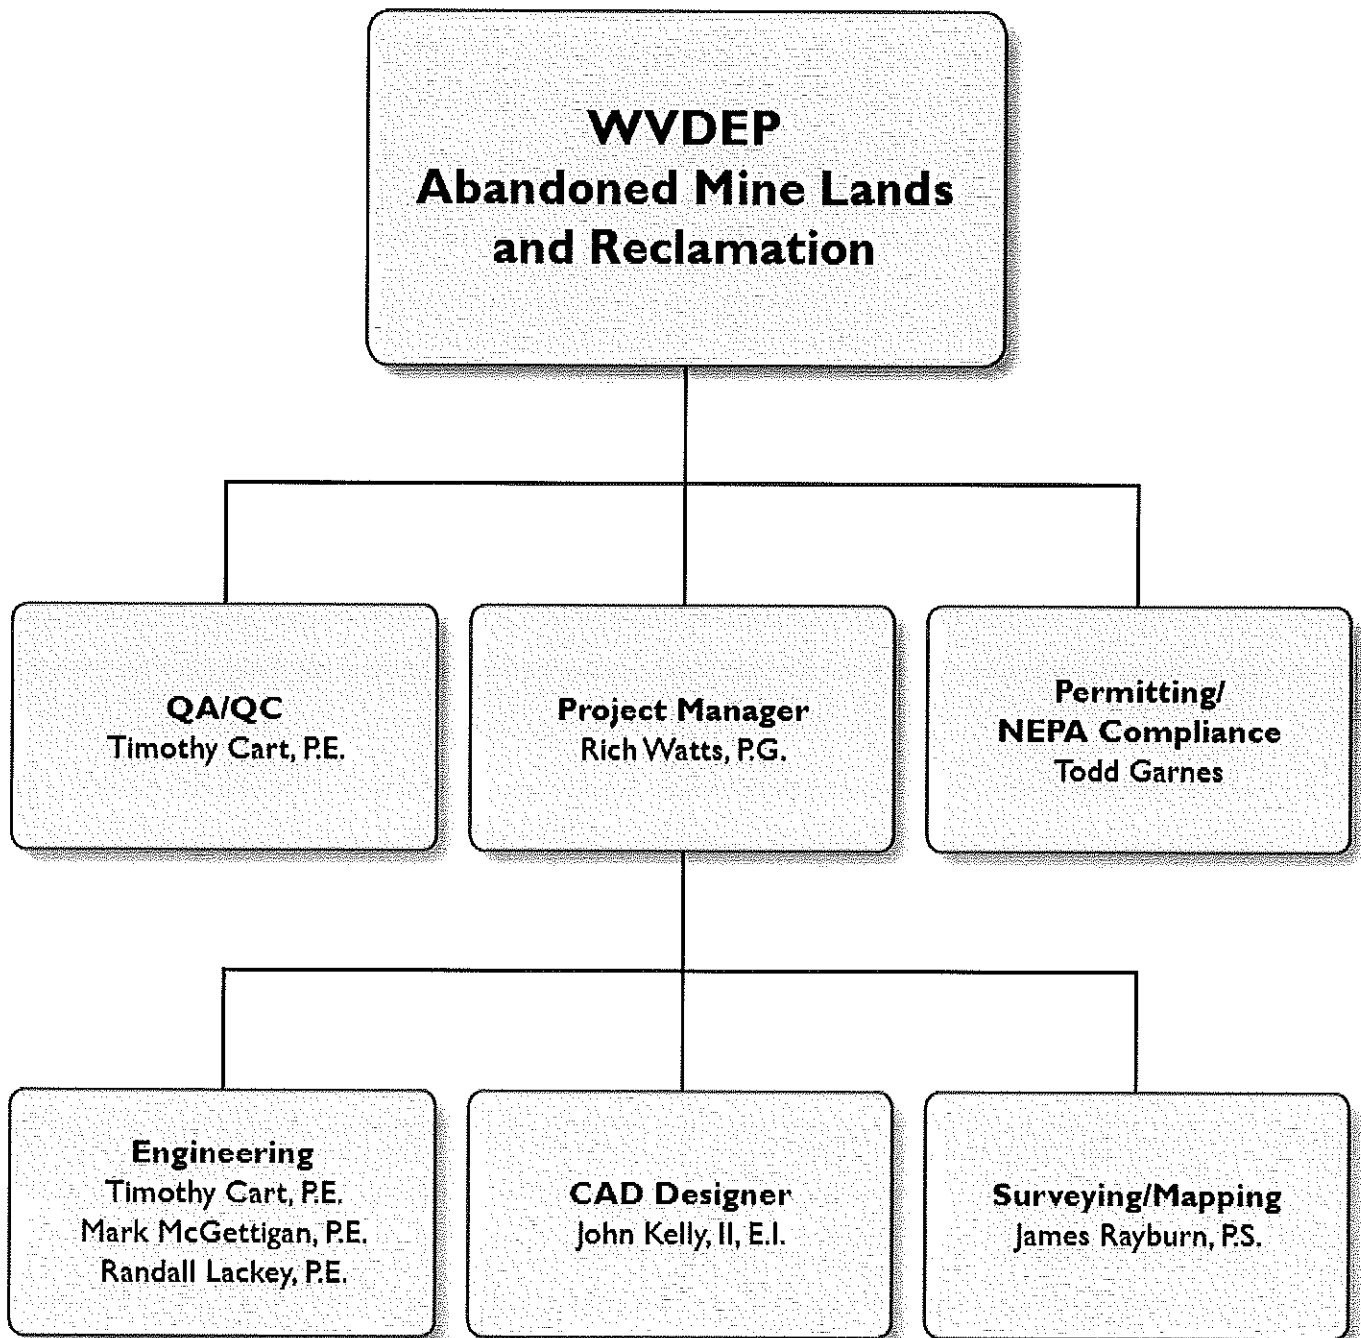 WVDEP
Abandoned Mine Lands
and Reclamation
QA/QC
Timothy Cart, P.E.
Project Manager
Rich Watts, P.G.
Permitting/
NEPA Compliance
Todd Garnes
Engineering
Timothy Cart, P.E.
Mark McGettigan, P.E.
Randall Lackey, P.E.
CAD Designer
John Kelly, II, E.I.
Surveying/Mapping
James Rayburn, P.S.